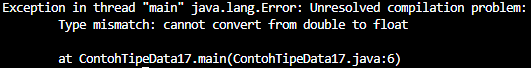 Exception in thread "main" java.lang.Error: Unresolved compilation problem:
Type mismatch: cannot convert from double to float
at ContohTipeData17.main(ContohTipeData17.java:6)